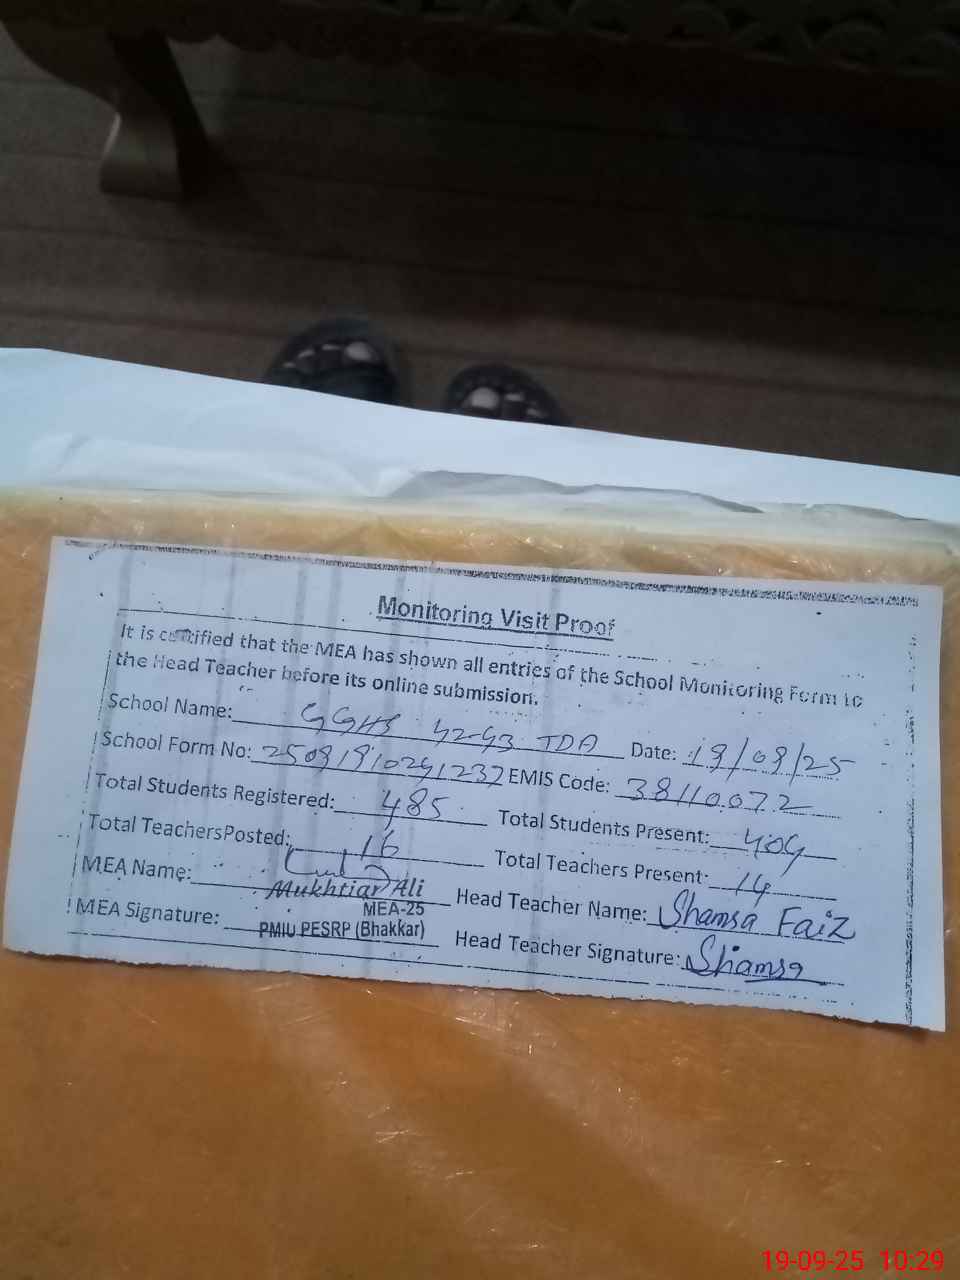 Monitoring Visit Proof
It is certified that the MEA has shown all entries of the School Monitoring Form to
the Head Teacher before its online submission.
School Name: GGHS 42-43 TDA Date: 19/09/25
School Form No: EMIS Code: 38110072
Total Students Registered: 485 Total Students Present: 409
Total TeachersPosted: 16 Total Teachers Present: 14
MEA Name: Mukhtiar Ali Head Teacher Name: Shamsa Faiz
MEA-25
MEA Signature: PMIU PESRP (Bhakkar) Head Teacher Signature: Shamsa
19-09-25 10:29